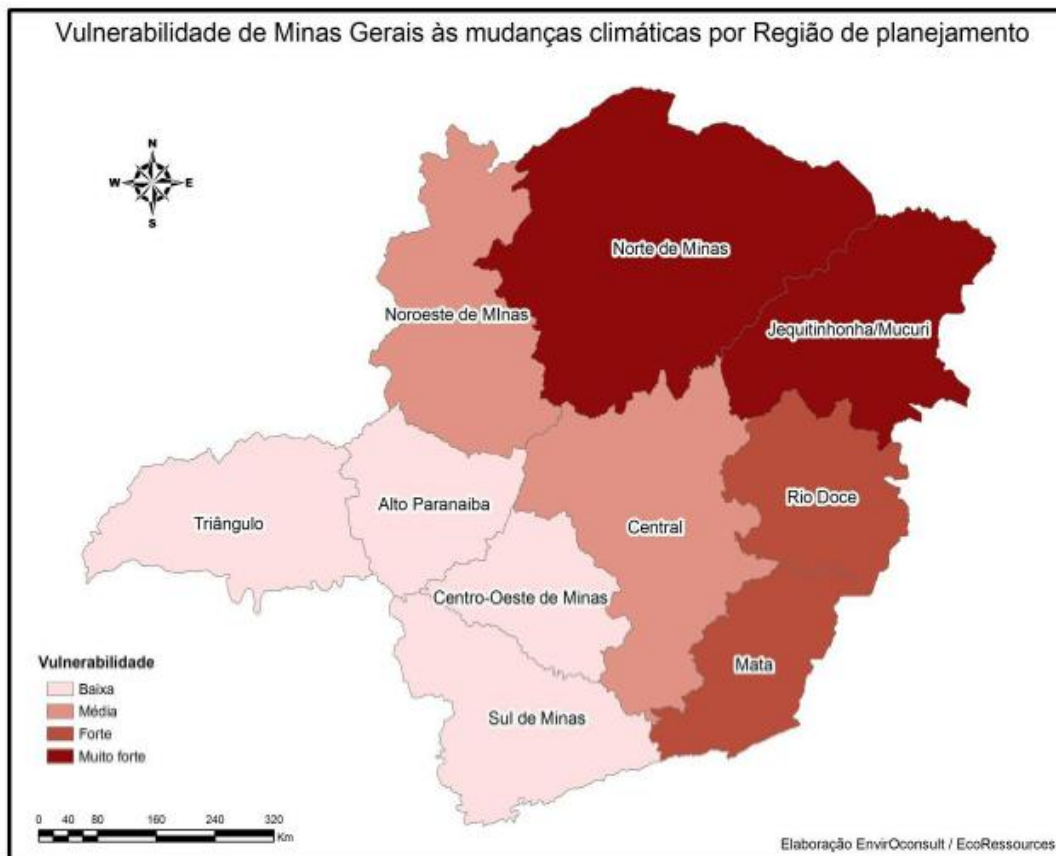 Vulnerabilidade de Minas Gerais às mudanças climáticas por Região de planejamento
N
W E
S
Norte de Minas
Noroeste de MInas
Jequitinhonha/Mucuri
Alto Paranaiba
Rio Doce
Triângulo
Central
Centro-Oeste de Minas
Mata
Sul de Minas
Vulnerabilidade
Baixa
Média
Forte
Muito forte
0 40 80 160 240 320
Km
Elaboração EnvirOconsult / EcoRessources